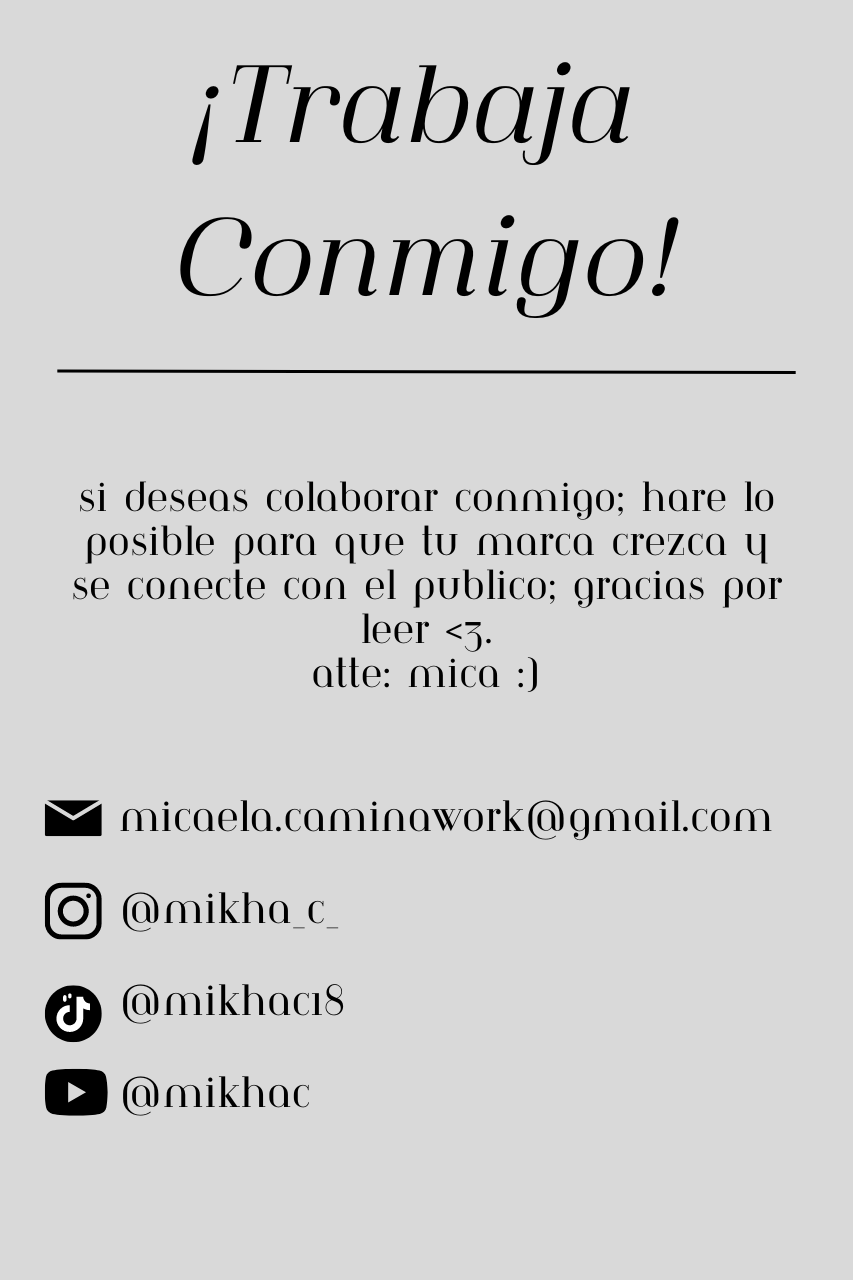 ¡Trabaja
Conmigo!
si deseas colaborar conmigo; hare lo
posible para que tu marca crezca y
se conecte con el publico; gracias por
leer <3.
atte: mica :)
micaela.caminawork@gmail.com
@mikha_c_
@mikhac18
@mikhac